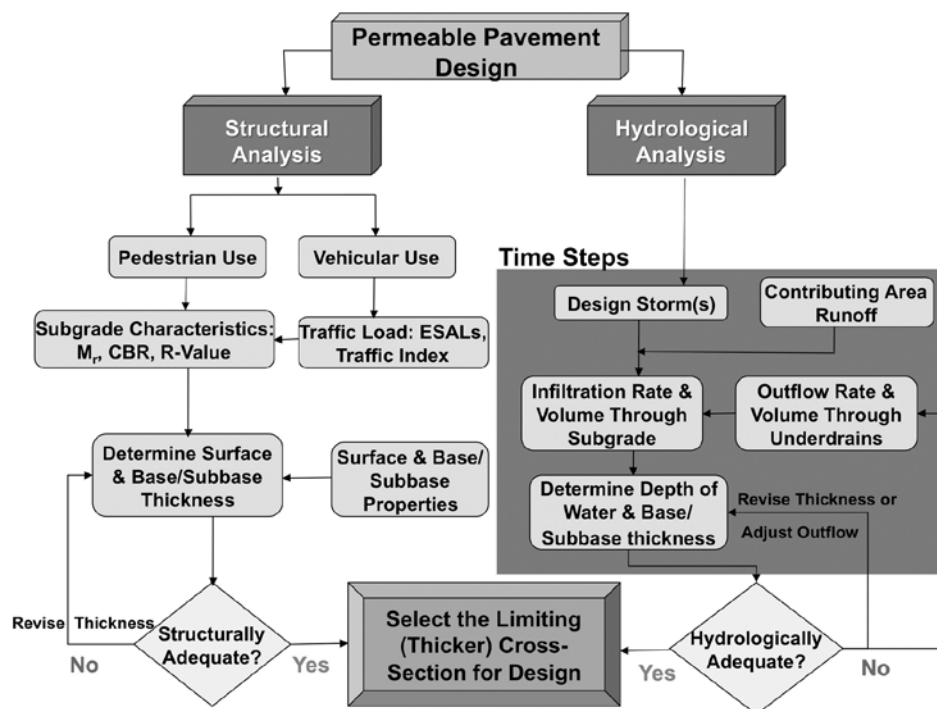 Permeable Pavement
Design
Structural
Analysis
Hydrological
Analysis
Pedestrian Use
Vehicular Use
Subgrade Characteristics:
Mr, CBR, R-Value
Traffic Load: ESALs,
Traffic Index
Determine Surface
& Base/Subbase
Thickness
Surface & Base/
Subbase
Properties
Revise Thickness
No
Structurally
Adequate?
Yes
Time Steps
Design Storm(s)
Contributing Area
Runoff
Infiltration Rate &
Volume Through
Subgrade
Outflow Rate &
Volume Through
Underdrains
Determine Depth of
Water & Base/
Subbase thickness
Revise Thickness or
Adjust Outflow
Select the Limiting
(Thicker) Cross-
Section for Design
Yes
Hydrologically
Adequate?
No